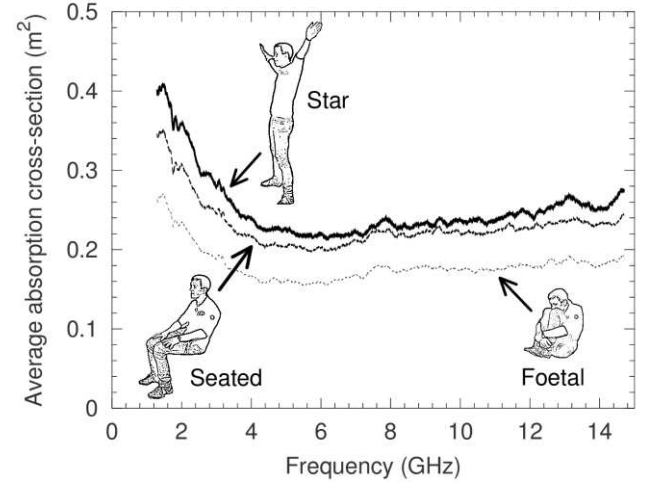 Average absorption cross-section (m²)
0.5
0.4
0.3
0.2
0.1
0
Star
Seated
Foetal
0 2 4 6 8 10 12 14
Frequency (GHz)